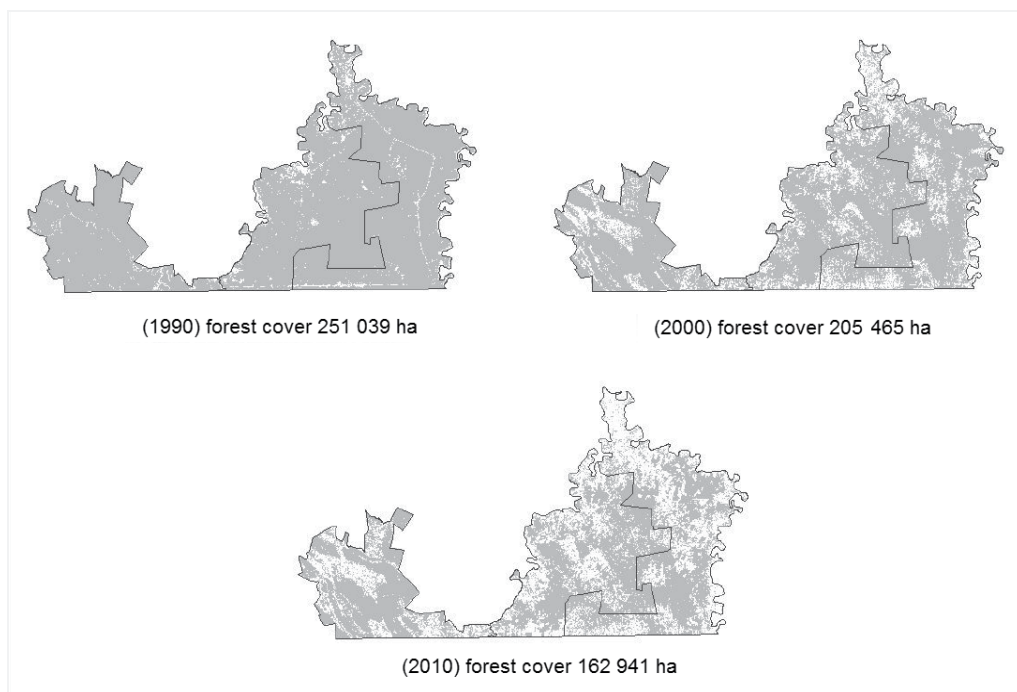 (1990) forest cover 251 039 ha
(2000) forest cover 205 465 ha
(2010) forest cover 162 941 ha